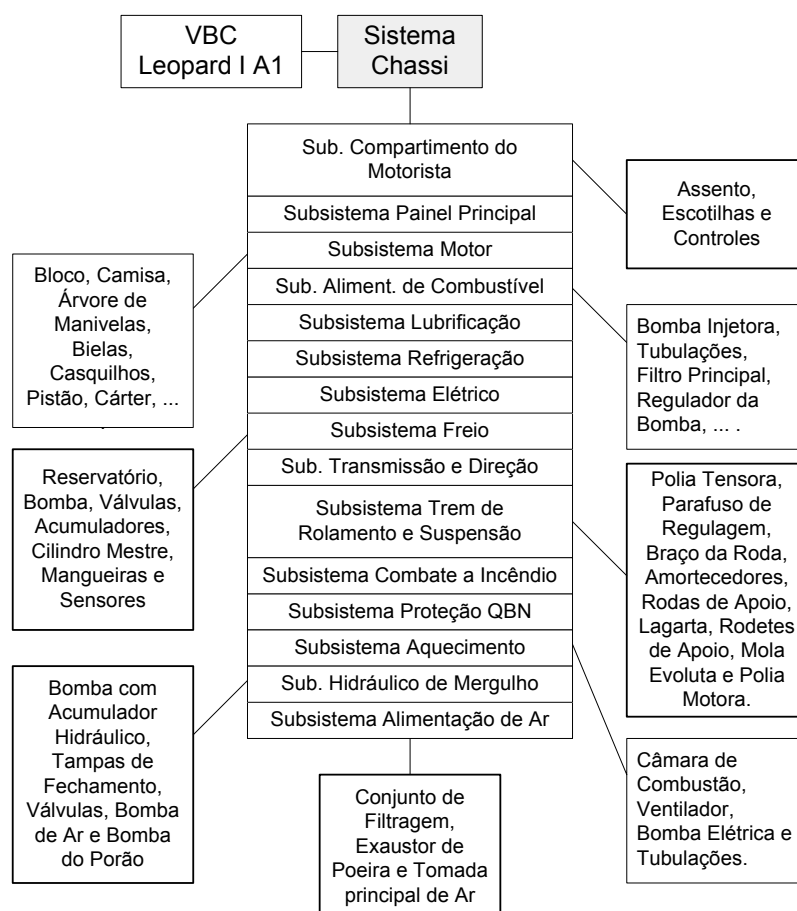 VBC
Leopard I A1
Sistema
Chassi
Sub. Compartimento do
Motorista
Subsistema Painel Principal
Subsistema Motor
Sub. Aliment. de Combustível
Subsistema Lubrificação
Subsistema Refrigeração
Subsistema Elétrico
Subsistema Freio
Sub. Transmissão e Direção
Subsistema Trem de
Rolamento e Suspensão
Subsistema Combate a Incêndio
Subsistema Proteção QBN
Subsistema Aquecimento
Sub. Hidráulico de Mergulho
Subsistema Alimentação de Ar
Bloco, Camisa,
Árvore de
Manivelas,
Bielas,
Casquilhos,
Pistão, Cárter, ...
Reservatório,
Bomba, Válvulas,
Acumuladores,
Cilindro Mestre,
Mangueiras e
Sensores
Bomba com
Acumulador
Hidráulico,
Tampas de
Fechamento,
Válvulas, Bomba
de Ar e Bomba
do Porão
Assento,
Escotilhas e
Controles
Bomba Injetora,
Tubulações,
Filtro Principal,
Regulador da
Bomba, ... .
Polia Tensora,
Parafuso de
Regulagem,
Braço da Roda,
Amortecedores,
Rodas de Apoio,
Lagarta, Rodetes
de Apoio, Mola
Evoluta e Polia
Motora.
Câmara de
Combustão,
Ventilador,
Bomba Elétrica e
Tubulações.
Conjunto de
Filtragem,
Exaustor de
Poeira e Tomada
principal de Ar